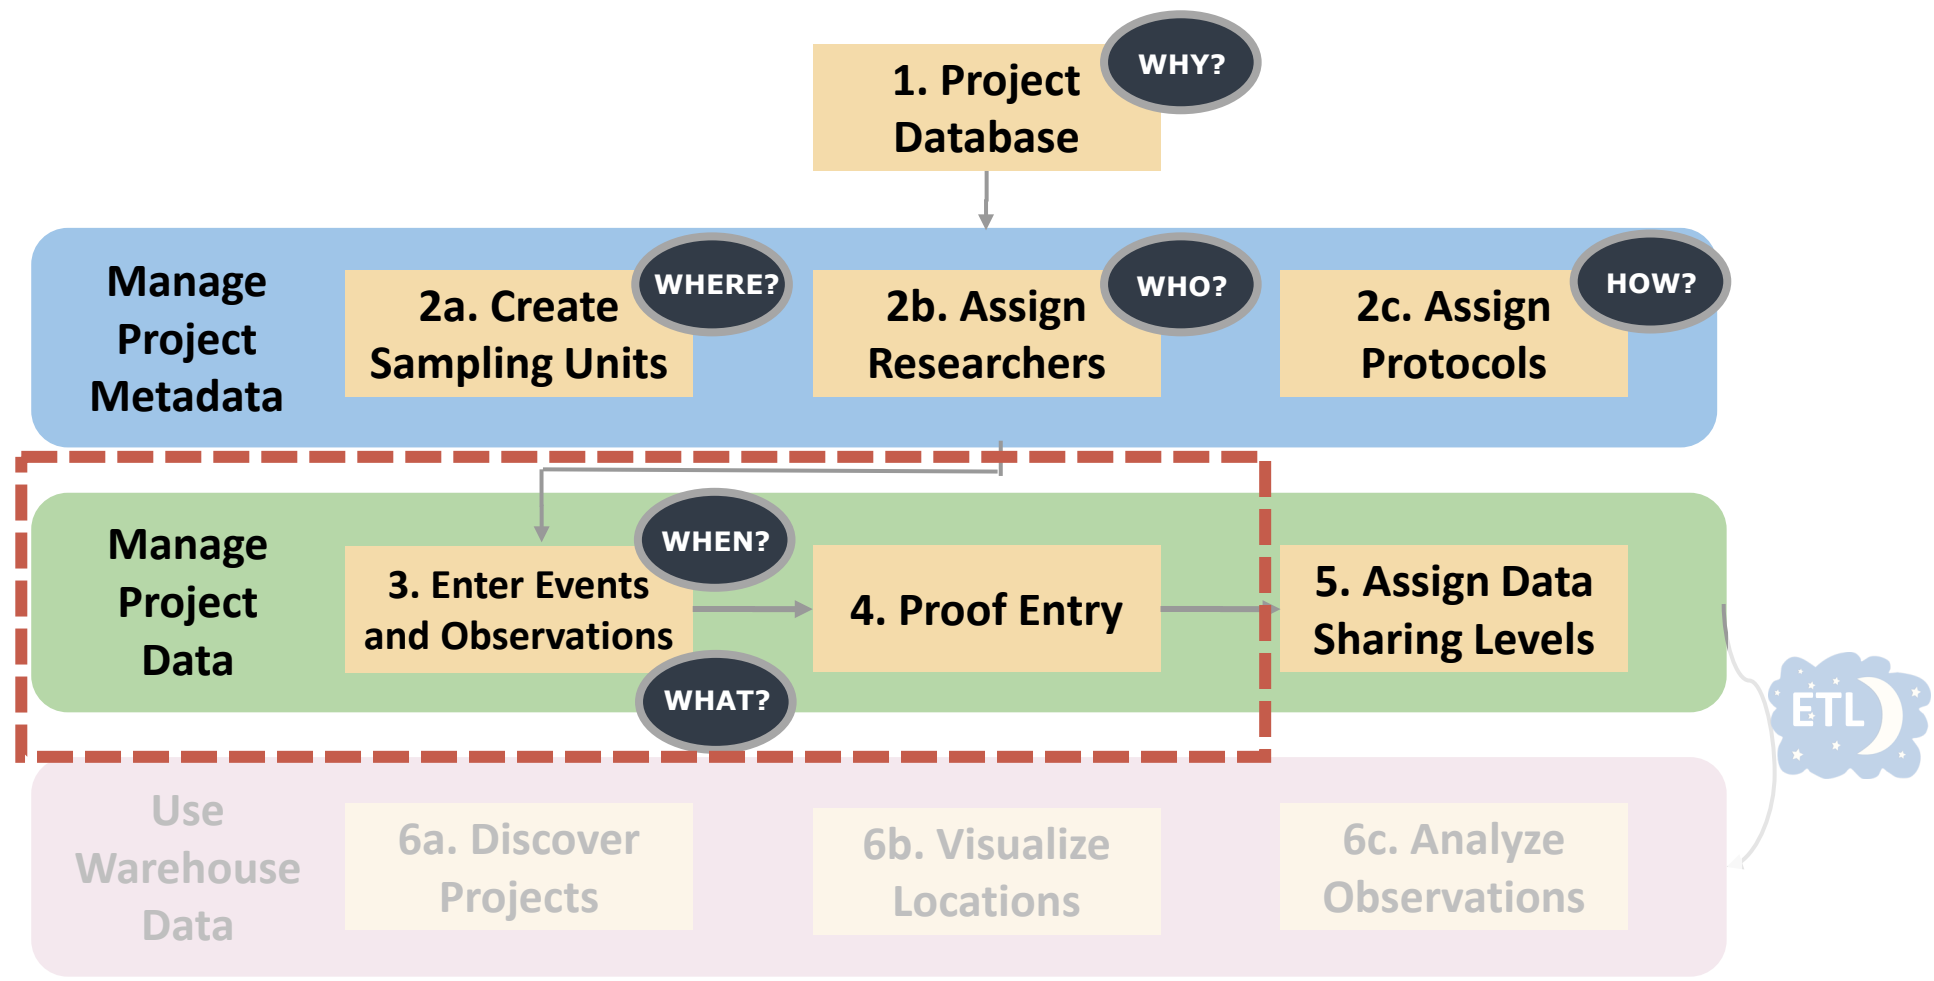 1. Project
Database
WHY?
Manage
Project
Metadata
2a. Create
Sampling Units
WHERE?
2b. Assign
Researchers
WHO?
2c. Assign
Protocols
HOW?
Manage
Project
Data
3. Enter Events
and Observations
WHEN?
WHAT?
4. Proof Entry
5. Assign Data
Sharing Levels
ETL
Use
Warehouse
Data
6a. Discover
Projects
6b. Visualize
Locations
6c. Analyze
Observations